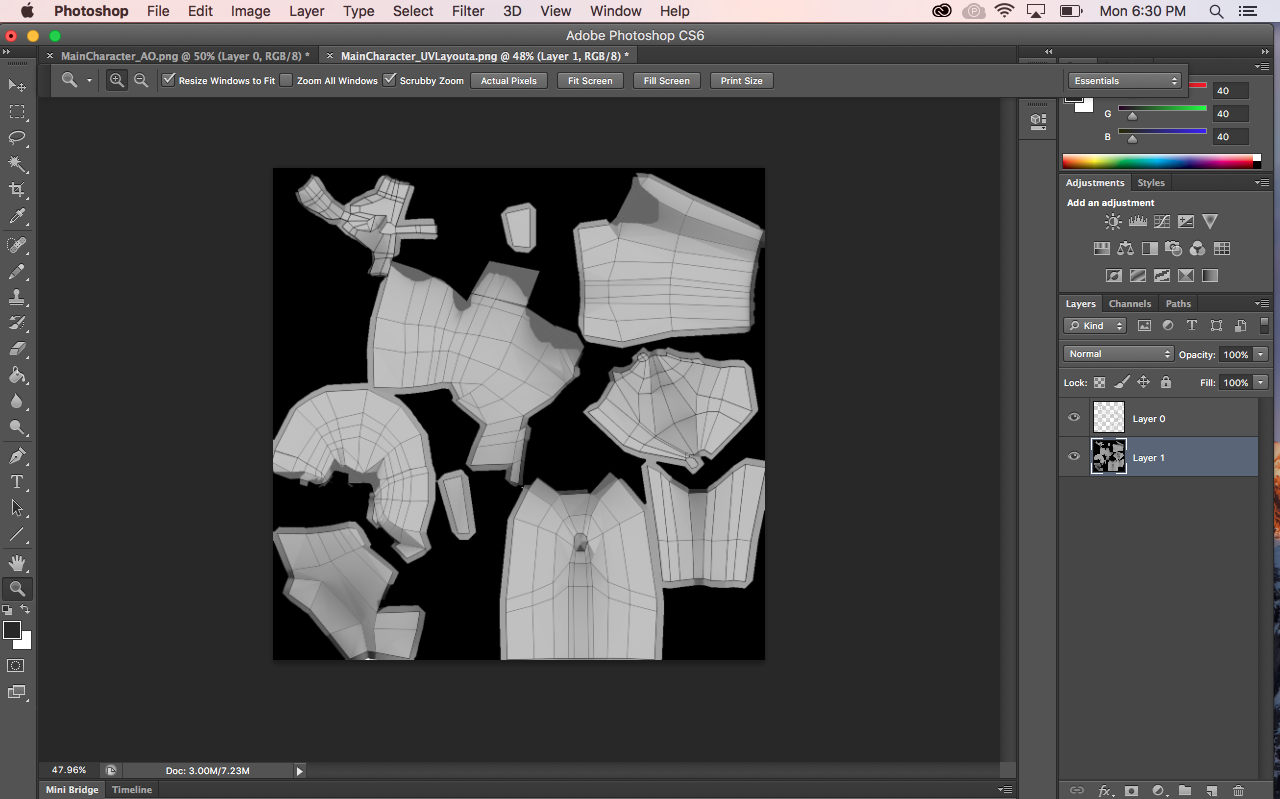 Photoshop File Edit Image Layer Type Select Filter 3D View Window Help Mon 6:30 PM
Adobe Photoshop CS6
MainCharacter_AO.png @ 50% (Layer 0, RGB/8) * MainCharacter_UVLayouta.png @ 48% (Layer 1, RGB/8) *
Resize Windows to Fit Zoom All Windows Scrubby Zoom Actual Pixels Fit Screen Fill Screen Print Size Essentials
40
G 40
B 40
Adjustments Styles
Add an adjustment
Layers Channels Paths
Kind
Normal Opacity: 100%
Lock: Fill: 100%
Layer 0
Layer 1
47.96% Doc: 3.00M/7.23M
Mini Bridge Timeline